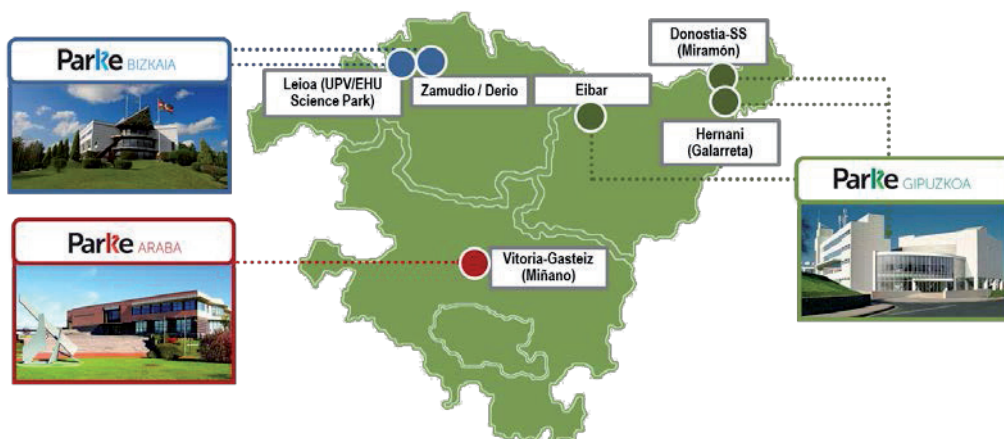 Parke BIZKAIA
Leioa (UPV/EHU
Science Park)
Zamudio / Derio
Eibar
Donostia-SS
(Miramón)
Hernani
(Galarreta)
Parke GIPUZKOA
Parke ARABA
Vitoria-Gasteiz
(Miñano)